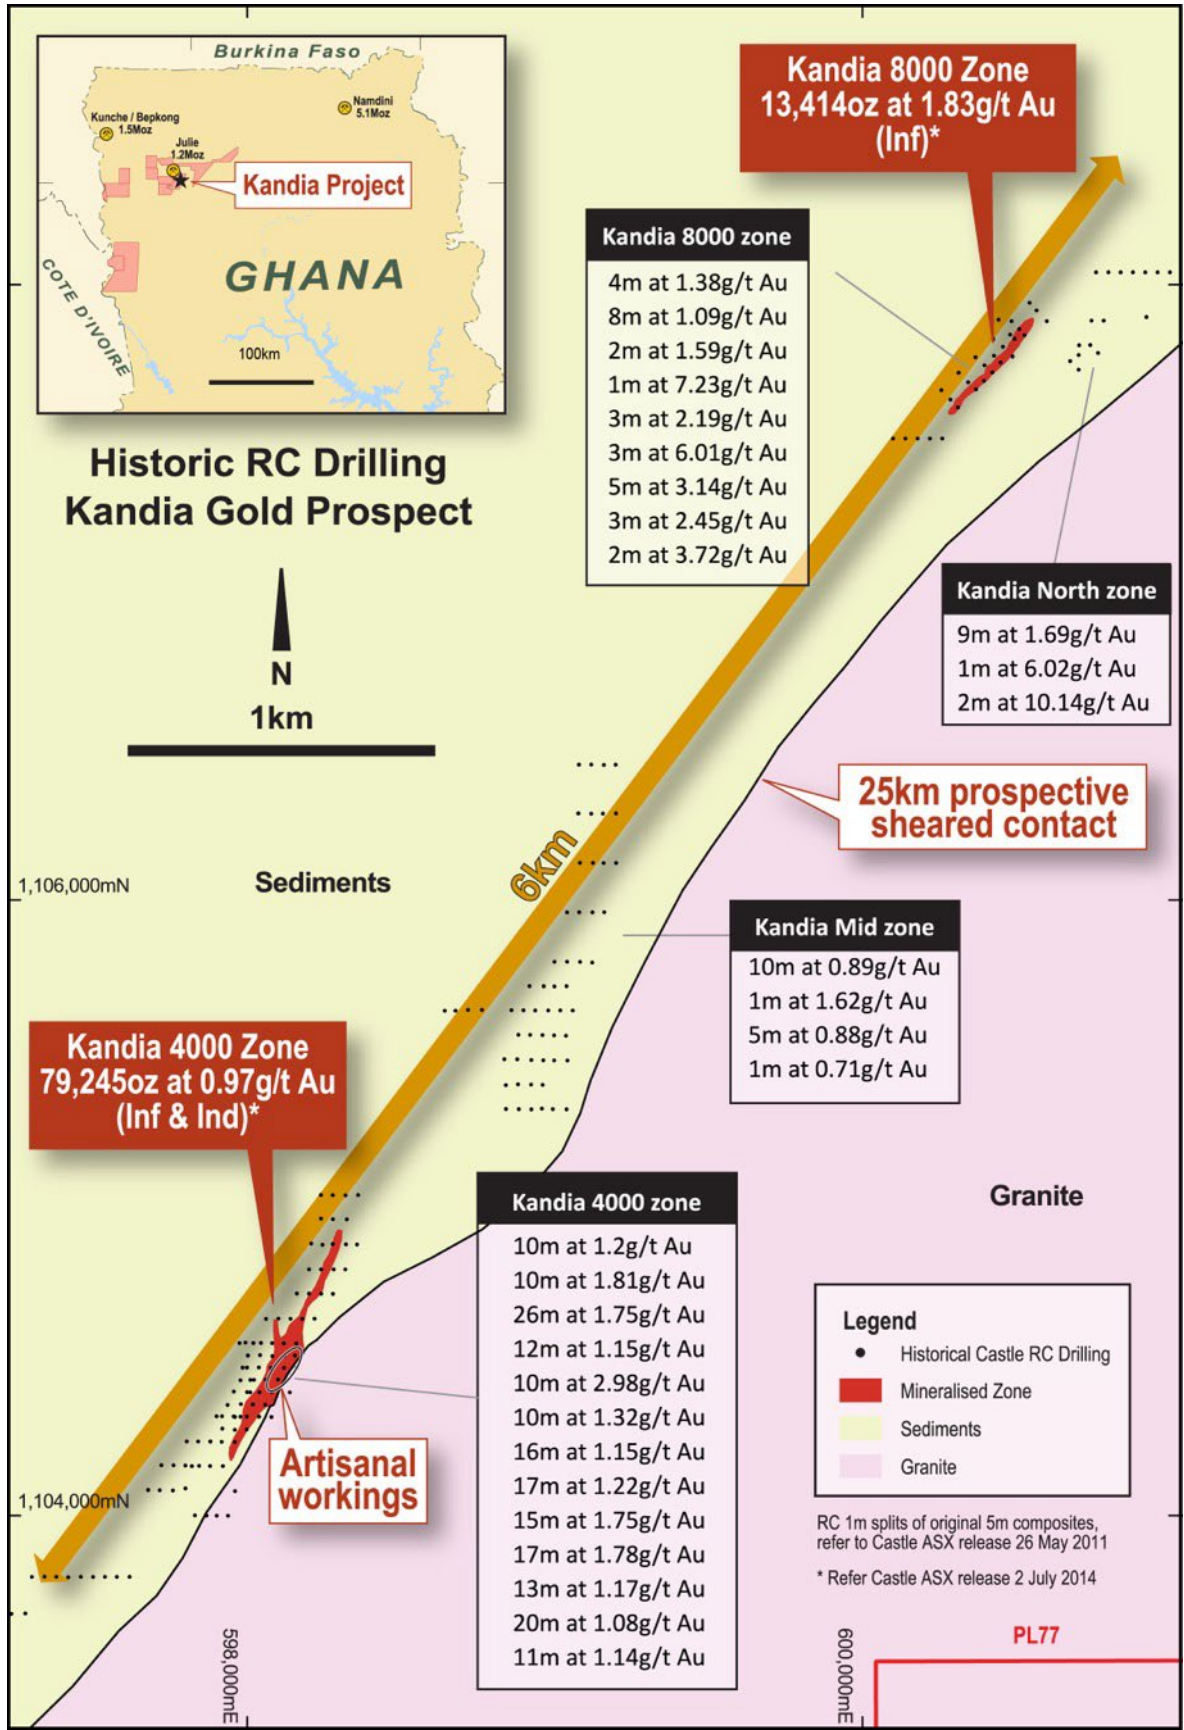 Burkina Faso
Kunche / Bepkong
1.5Moz
Namdini
5.1Moz
Julie
1.2Moz
Kandia Project
GHANA
COTE D'IVOIRE
100km
Historic RC Drilling
Kandia Gold Prospect
N
1km
Kandia 8000 Zone
13,414oz at 1.83g/t Au
(Inf)*
Kandia 8000 zone
4m at 1.38g/t Au
8m at 1.09g/t Au
2m at 1.59g/t Au
1m at 7.23g/t Au
3m at 2.19g/t Au
3m at 6.01g/t Au
5m at 3.14g/t Au
3m at 2.45g/t Au
2m at 3.72g/t Au
Kandia North zone
9m at 1.69g/t Au
1m at 6.02g/t Au
2m at 10.14g/t Au
25km prospective
sheared contact
6km
1,106,000mN
Sediments
Kandia Mid zone
10m at 0.89g/t Au
1m at 1.62g/t Au
5m at 0.88g/t Au
1m at 0.71g/t Au
Kandia 4000 Zone
79,245oz at 0.97g/t Au
(Inf & Ind)*
Kandia 4000 zone
10m at 1.2g/t Au
10m at 1.81g/t Au
26m at 1.75g/t Au
12m at 1.15g/t Au
10m at 2.98g/t Au
10m at 1.32g/t Au
16m at 1.15g/t Au
17m at 1.22g/t Au
15m at 1.75g/t Au
17m at 1.78g/t Au
13m at 1.17g/t Au
20m at 1.08g/t Au
11m at 1.14g/t Au
Granite
Artisanal
workings
1,104,000mN
Legend
Historical Castle RC Drilling
Mineralised Zone
Sediments
Granite
RC 1m splits of original 5m composites,
refer to Castle ASX release 26 May 2011
* Refer Castle ASX release 2 July 2014
PL77
598,000mE
600,000mE